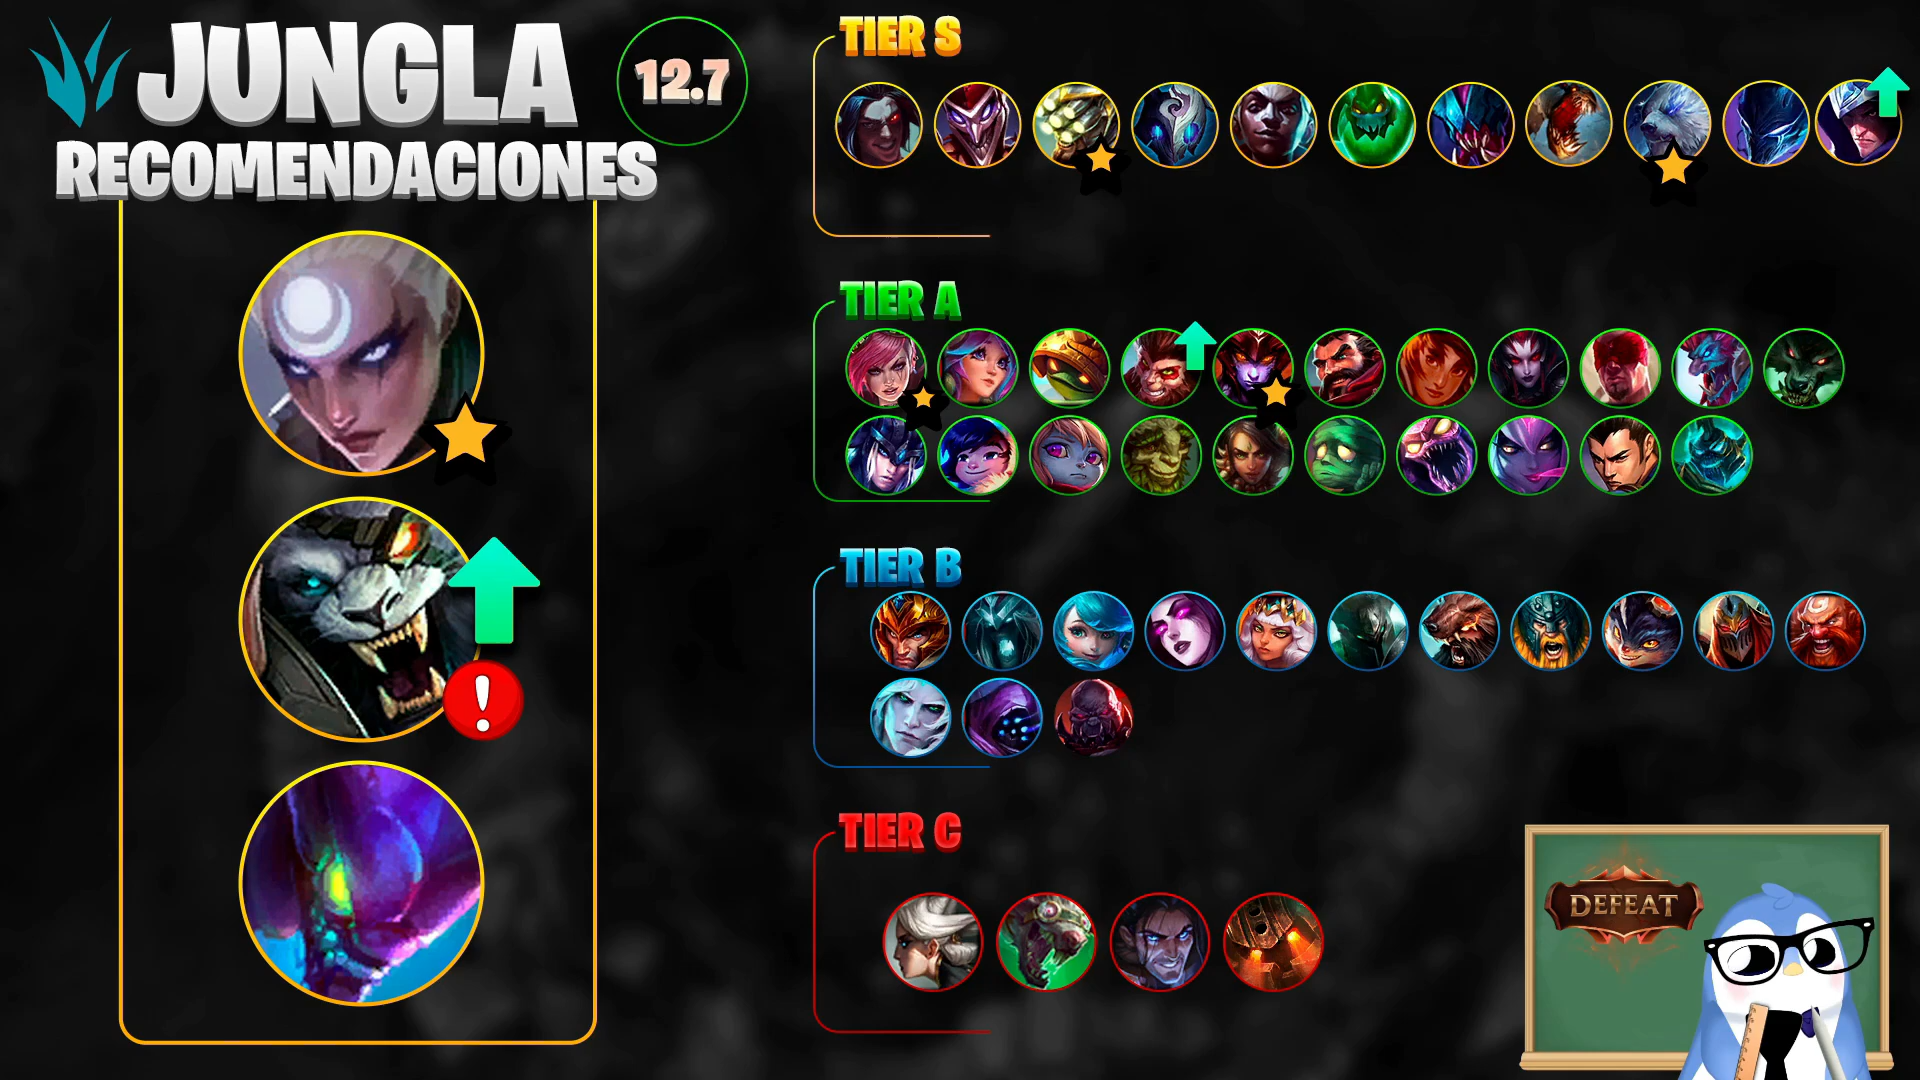 JUNGLA
RECOMENDACIONES
12.7
TIER S
TIER A
TIER B
TIER C
DEFEAT